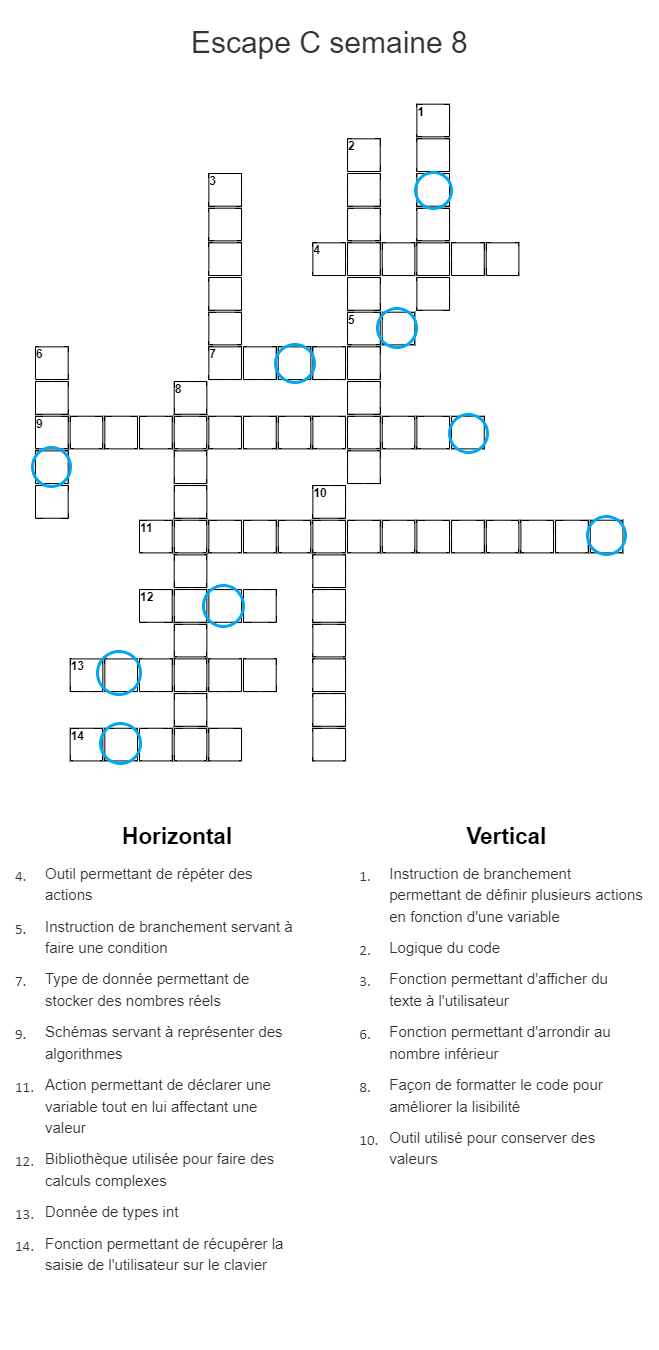 Escape C semaine 8
1
2
3
4
5
6
7
8
9
10
11
12
13
14
Horizontal
4. Outil permettant de répéter des
actions
5. Instruction de branchement servant à
faire une condition
7. Type de donnée permettant de
stocker des nombres réels
9. Schémas servant à représenter des
algorithmes
11. Action permettant de déclarer une
variable tout en lui affectant une
valeur
12. Bibliothèque utilisée pour faire des
calculs complexes
13. Donnée de types int
14. Fonction permettant de récupérer la
saisie de l'utilisateur sur le clavier
Vertical
1. Instruction de branchement
permettant de définir plusieurs actions
en fonction d'une variable
2. Logique du code
3. Fonction permettant d'afficher du
texte à l'utilisateur
6. Fonction permettant d'arrondir au
nombre inférieur
8. Façon de formatter le code pour
améliorer la lisibilité
10. Outil utilisé pour conserver des
valeurs